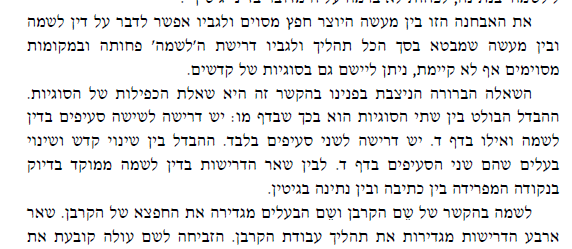 את האבחנה הזו בין מעשה היוצר חפץ מסוים ולגביו אפשר לדבר על דין לשמה
ובין מעשה שמבטא בסך הכל תהליך ולגביו דרישת ה'לשמה' פחותה ובמקומות
מסוימים אף לא קיימת, ניתן ליישם גם בסוגיות של קדשים.
השאלה הברורה הניצבת בפנינו בהקשר זה היא שאלת הכפילות של הסוגיות.
ההבדל הבולט בין שתי הסוגיות הוא בכך שבדף מו: יש דרישה לשישה סעיפים בדין
לשמה ואילו בדף ד. יש דרישה לשני סעיפים בלבד. ההבדל בין שינוי קדש ושינוי
בעלים שהם שני הסעיפים בדף ד. לבין שאר הדרישות בדין לשמה ממוקד בדיוק
בנקודה המפרידה בין כתיבה ובין נתינה בגיטין.
לשמה בהקשר של שֵם הקרבן ושֵם הבעלים מגדירה את החפצא של הקרבן. שאר
ארבע הדרישות מגדירות את תהליך עבודת הקרבן. הזביחה לשם עולה קובעת את